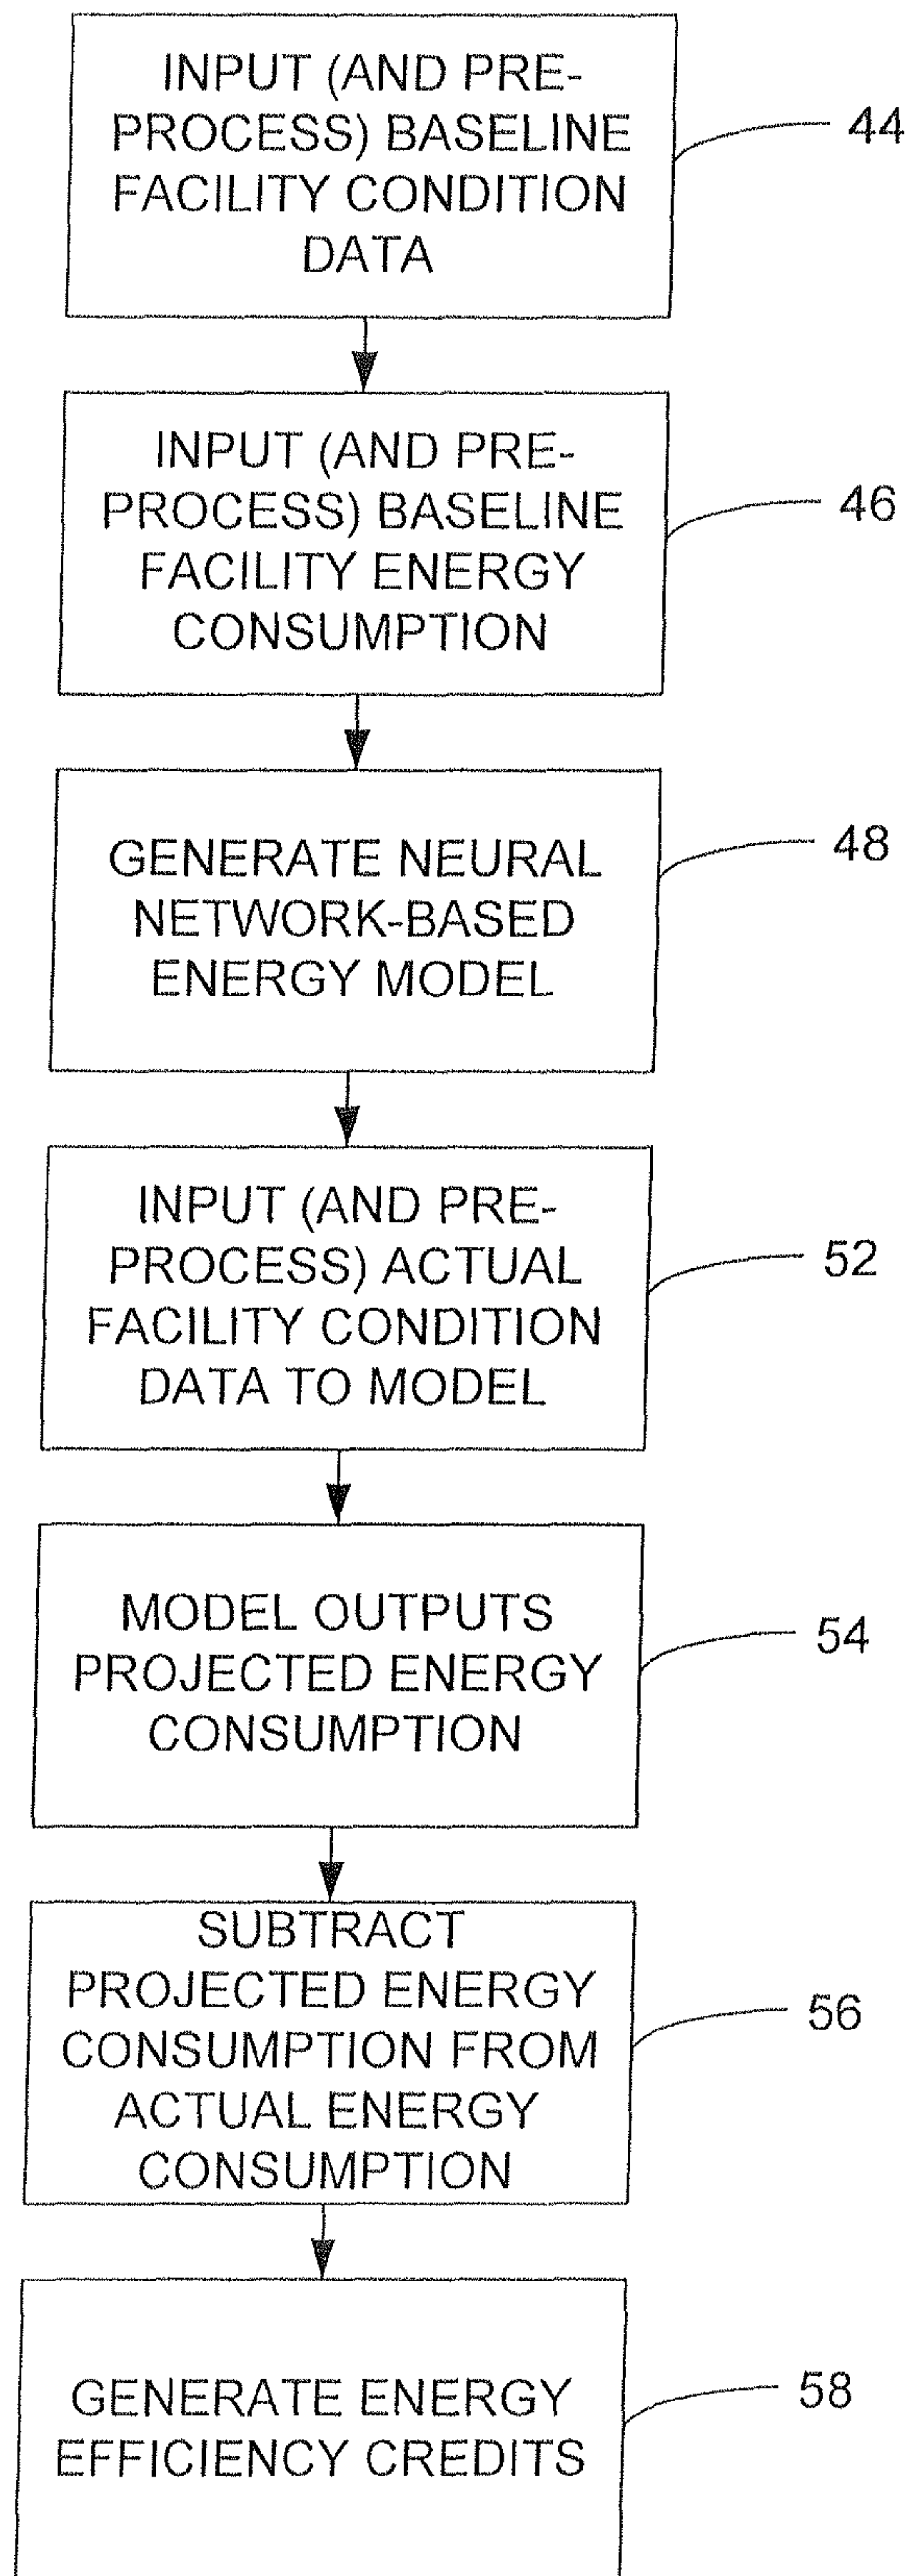 INPUT (AND PRE-
PROCESS) BASELINE
FACILITY CONDITION
DATA
44
INPUT (AND PRE-
PROCESS) BASELINE
FACILITY ENERGY
CONSUMPTION
46
GENERATE NEURAL
NETWORK-BASED
ENERGY MODEL
48
INPUT (AND PRE-
PROCESS) ACTUAL
FACILITY CONDITION
DATA TO MODEL
52
MODEL OUTPUTS
PROJECTED ENERGY
CONSUMPTION
54
SUBTRACT
PROJECTED ENERGY
CONSUMPTION FROM
ACTUAL ENERGY
CONSUMPTION
56
GENERATE ENERGY
EFFICIENCY CREDITS
58